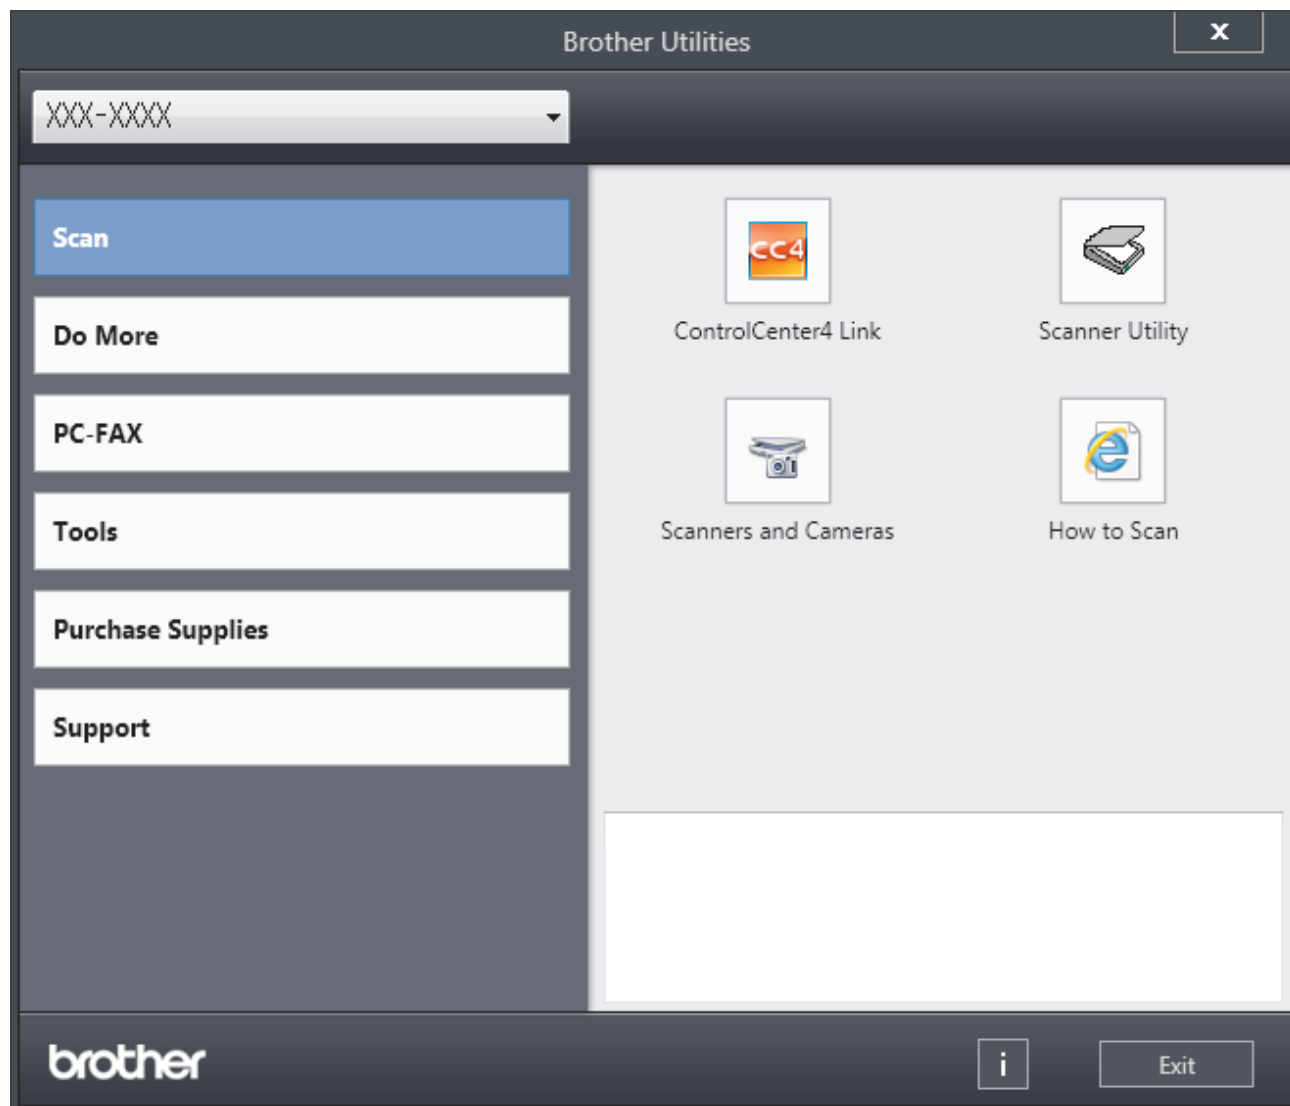 Brother Utilities
x
XXX-XXXX
Scan
Do More
PC-FAX
Tools
Purchase Supplies
Support
CC4
ControlCenter4 Link
Scanner Utility
Scanners and Cameras
How to Scan
brother
i
Exit